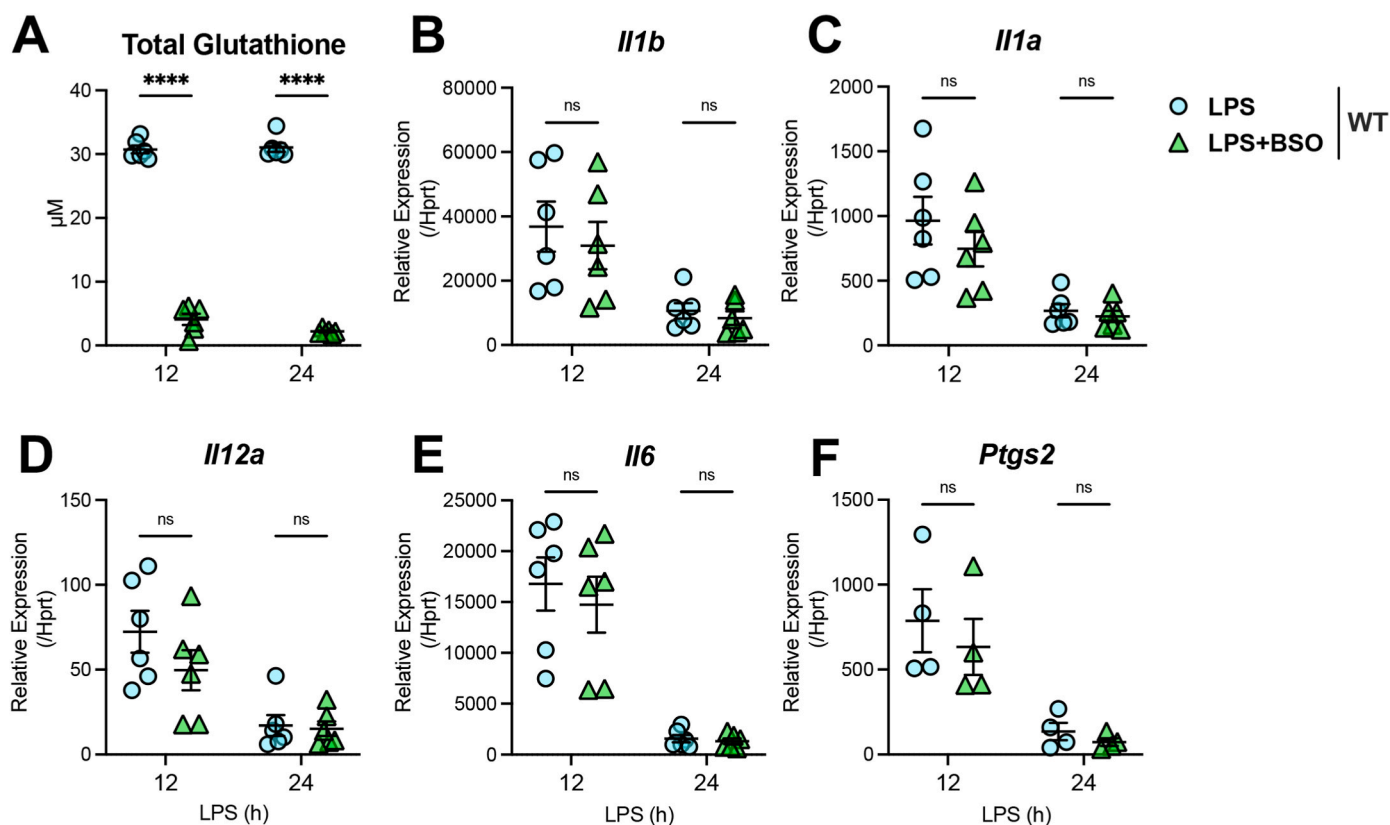 A
Total Glutathione
****
****
40
30
20
10
0
µM
12
24
B
Il1b
ns
ns
80000
60000
40000
20000
0
Relative Expression
(/Hprt)
12
24
C
Il1a
ns
ns
2000
1500
1000
500
0
Relative Expression
(/Hprt)
12
24
LPS
LPS+BSO
WT
D
Il12a
ns
ns
150
100
50
0
Relative Expression
(/Hprt)
12
24
LPS (h)
E
Il6
ns
ns
25000
20000
15000
10000
5000
0
Relative Expression
(/Hprt)
12
24
LPS (h)
F
Ptgs2
ns
ns
1500
1000
500
0
Relative Expression
(/Hprt)
12
24
LPS (h)